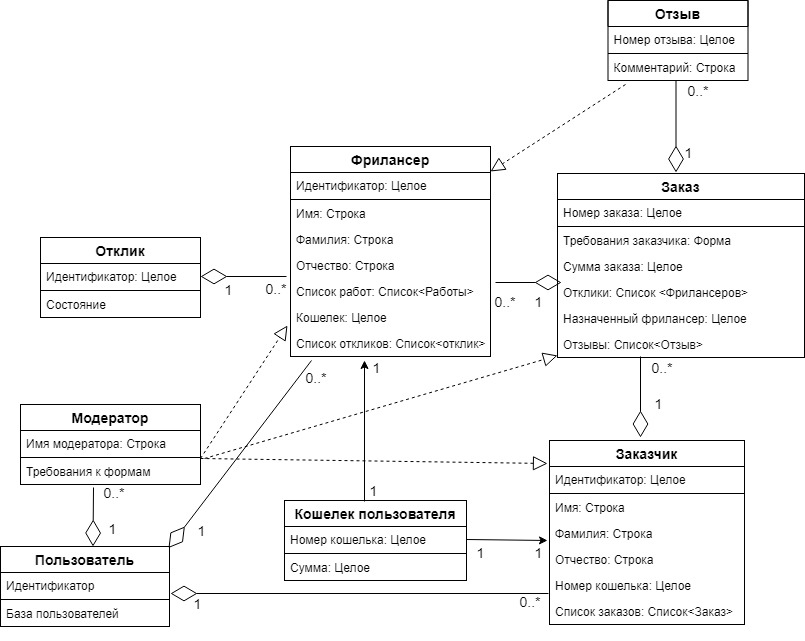 Отзыв
Номер отзыва: Целое
Комментарий: Строка
0..*
1
Фрилансер
Идентификатор: Целое
Имя: Строка
Фамилия: Строка
Отчество: Строка
Список работ: Список<Работы>
Кошелек: Целое
Список откликов: Список<отклик>
Заказ
Номер заказа: Целое
Требования заказчика: Форма
Сумма заказа: Целое
Отклики: Список <Фрилансеров>
Назначенный фрилансер: Целое
Отзывы: Список<Отзыв>
Отклик
Идентификатор: Целое
Состояние
1
0..*
0..*
1
0..*
1
0..*
1
Модератор
Имя модератора: Строка
Требования к формам
0..*
1
1
1
Заказчик
Идентификатор: Целое
Имя: Строка
Фамилия: Строка
Отчество: Строка
Номер кошелька: Целое
Список заказов: Список<Заказ>
Кошелек пользователя
Номер кошелька: Целое
Сумма: Целое
1
1
Пользователь
Идентификатор
База пользователей
1
0..*